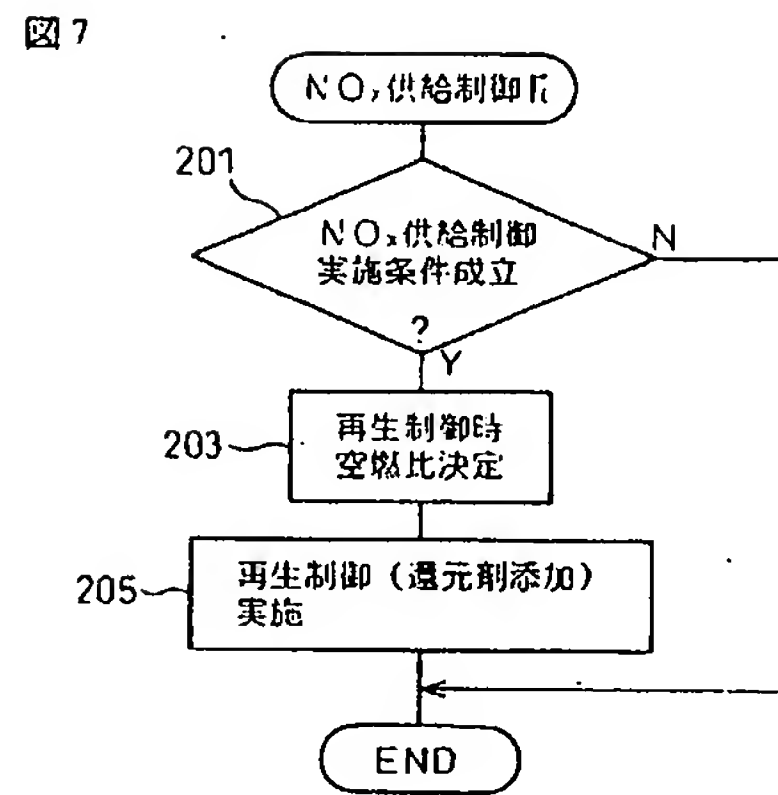 図7
NOx供給制御
201
NOx供給制御
実施条件成立
?
N
Y
203
再生制御時
空燃比決定
205
再生制御(還元剤添加)
実施
END